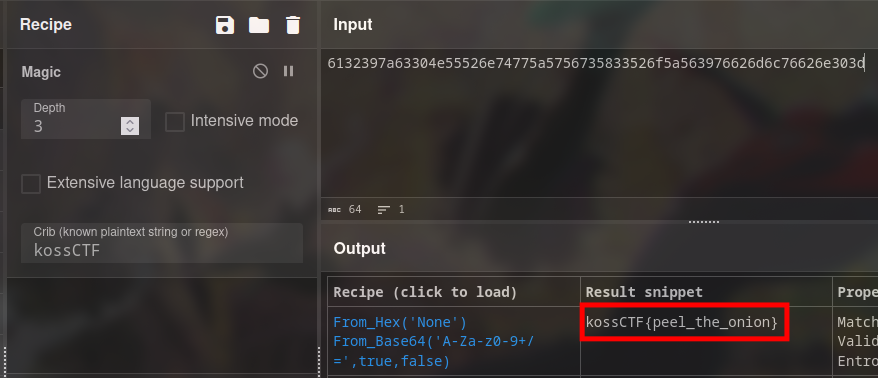 Recipe
Magic
Depth
3
Intensive mode
Extensive language support
Crib (known plaintext string or regex)
kossCTF
Input
6132397a63304e55526e74775a5756735833526f5a563976626d6c76626e303d
ABC 64 1
Output
Recipe (click to load) Result snippet Prope
From_Hex('None') kossCTF{peel_the_onion} Match
From_Base64('A-Za-z0-9+/ Valid
=',true,false) Entro